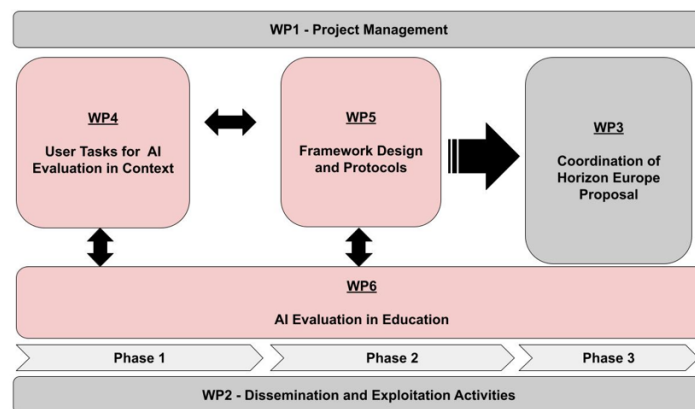 WP1 - Project Management
WP4
User Tasks for AI
Evaluation in Context
WP5
Framework Design
and Protocols
WP3
Coordination of
Horizon Europe
Proposal
WP6
AI Evaluation in Education
Phase 1
Phase 2
Phase 3
WP2 - Dissemination and Exploitation Activities